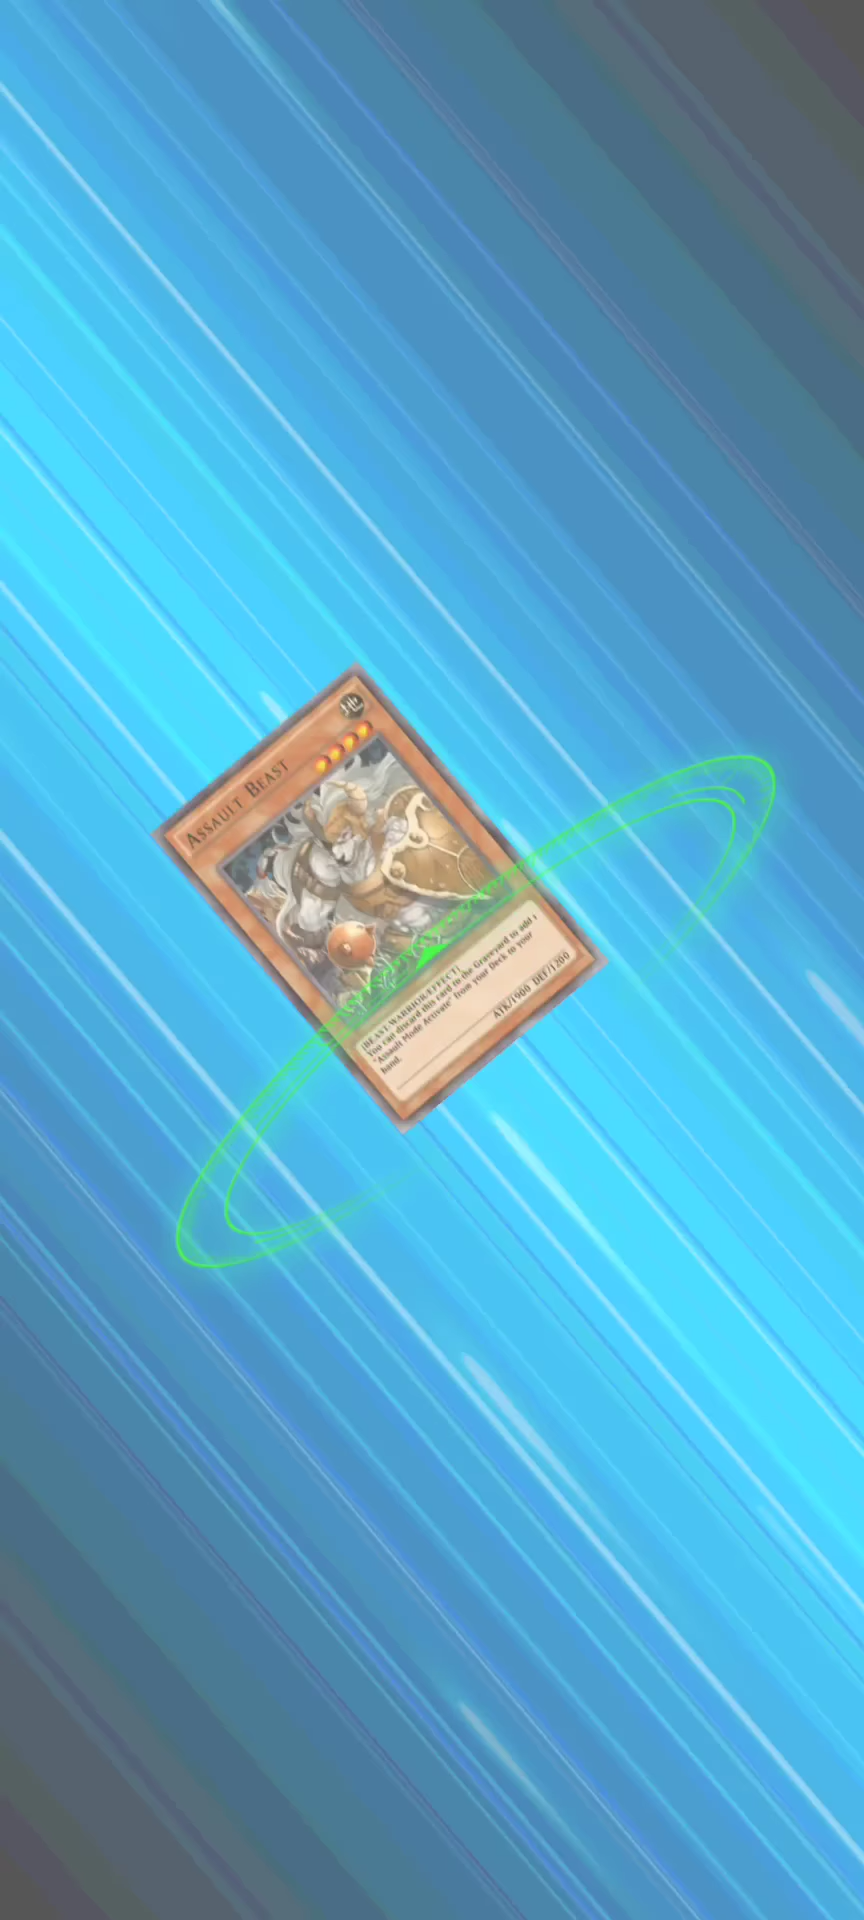 ASSAULT BEAST
地
[BEAST-WARRIOR/EFFECT]
You can discard this card to the Graveyard to add 1
"Assault Mode Activate" from your Deck to your
hand.
ATK/1900 DEF/1200